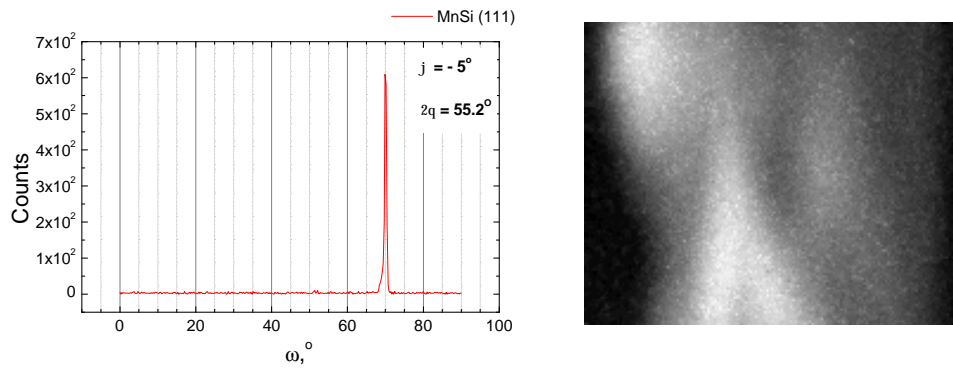 MnSi (111)
7x10²
6x10²
5x10²
4x10²
3x10²
2x10²
1x10²
0
Counts
j = - 5°
2q = 55.2°
0 20 40 60 80 100
ω,°